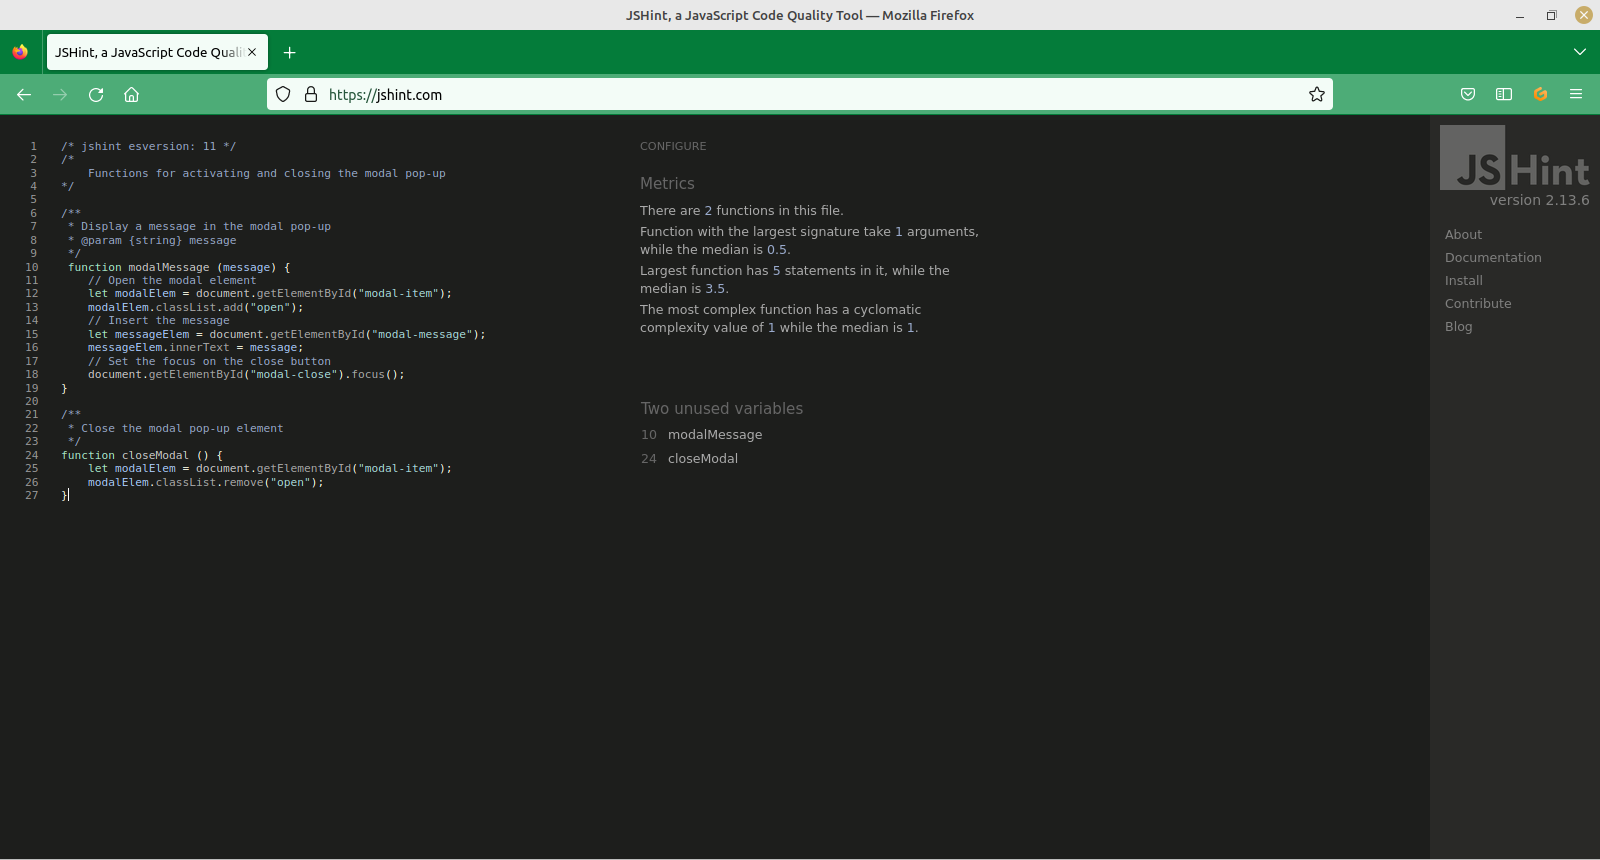 JSHint, a JavaScript Code Quality Tool — Mozilla Firefox
JSHint, a JavaScript Code Quali
https://jshint.com
1 /* jshint esversion: 11 */
2 /*
3     Functions for activating and closing the modal pop-up
4 */
5
6 /**
7  * Display a message in the modal pop-up
8  * @param {string} message
9  */
10  function modalMessage (message) {
11     // Open the modal element
12     let modalElem = document.getElementById("modal-item");
13     modalElem.classList.add("open");
14     // Insert the message
15     let messageElem = document.getElementById("modal-message");
16     messageElem.innerText = message;
17     // Set the focus on the close button
18     document.getElementById("modal-close").focus();
19 }
20
21 /**
22  * Close the modal pop-up element
23  */
24 function closeModal () {
25     let modalElem = document.getElementById("modal-item");
26     modalElem.classList.remove("open");
27 }
CONFIGURE
Metrics
There are 2 functions in this file.
Function with the largest signature take 1 arguments,
while the median is 0.5.
Largest function has 5 statements in it, while the
median is 3.5.
The most complex function has a cyclomatic
complexity value of 1 while the median is 1.
Two unused variables
10 modalMessage
24 closeModal
JSHint
version 2.13.6
About
Documentation
Install
Contribute
Blog